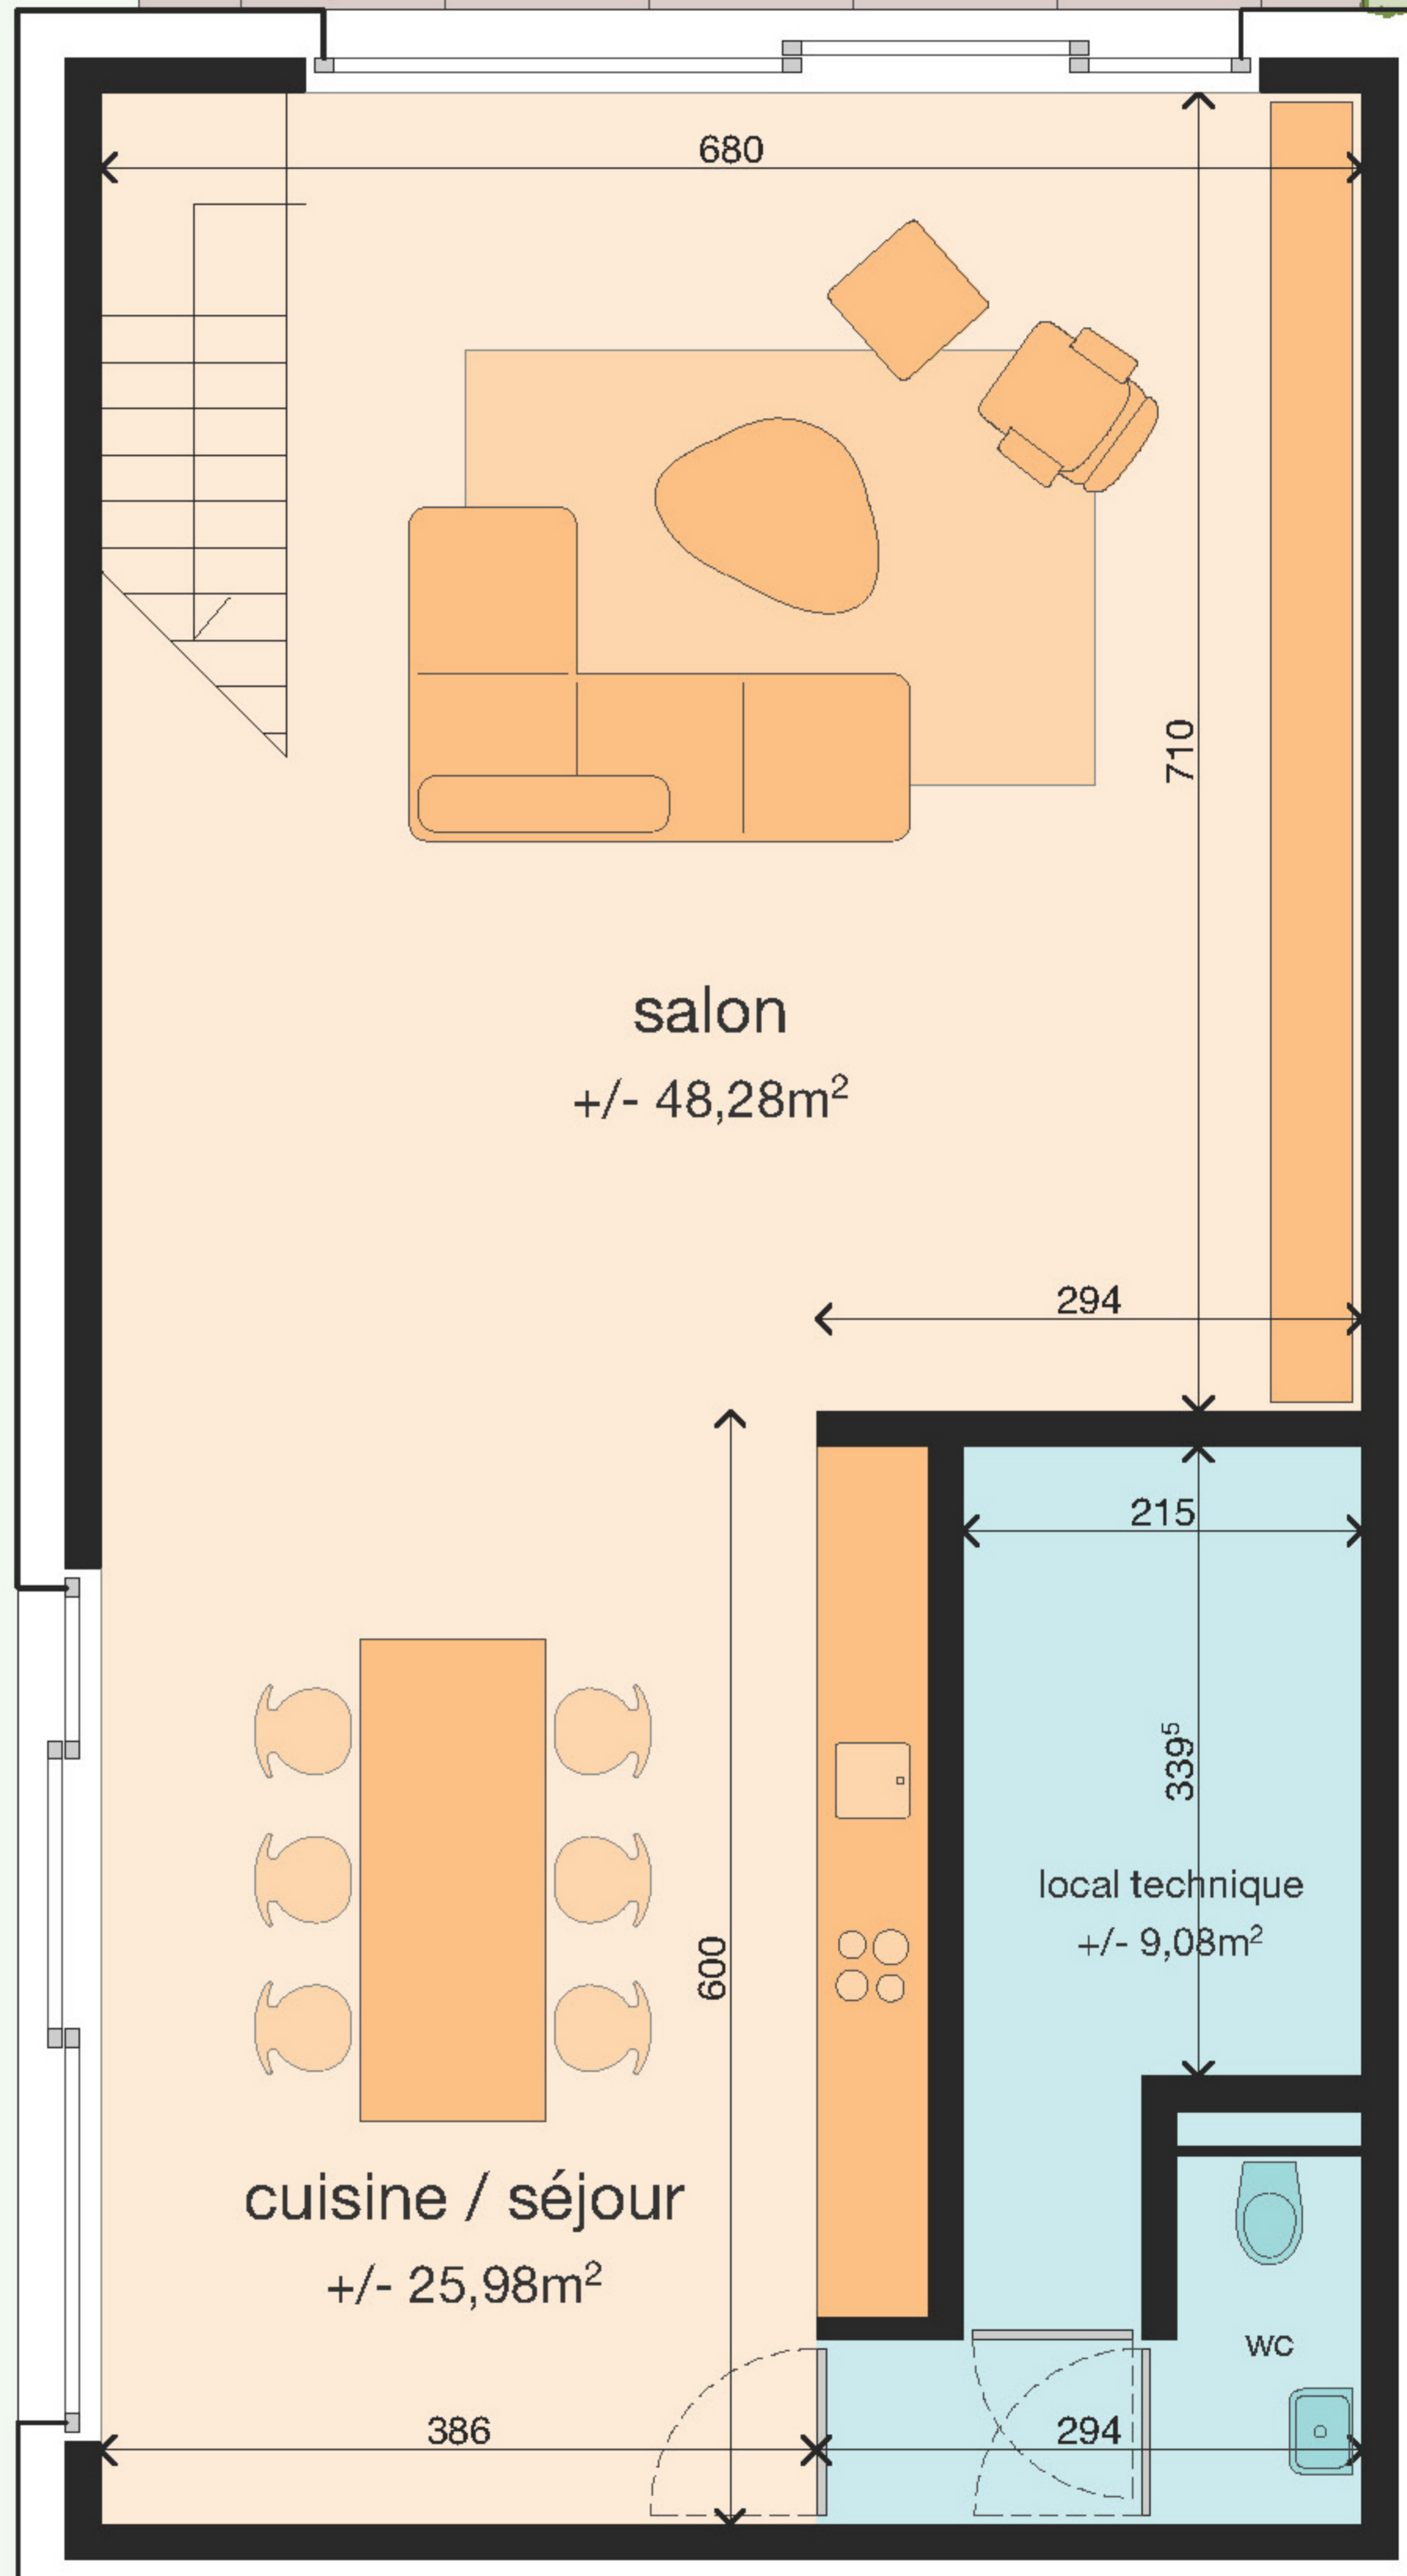 680
710
salon
+/- 48,28m²
294
215
339⁵
local technique
+/- 9,08m²
600
cuisine / séjour
+/- 25,98m²
wc
386
294